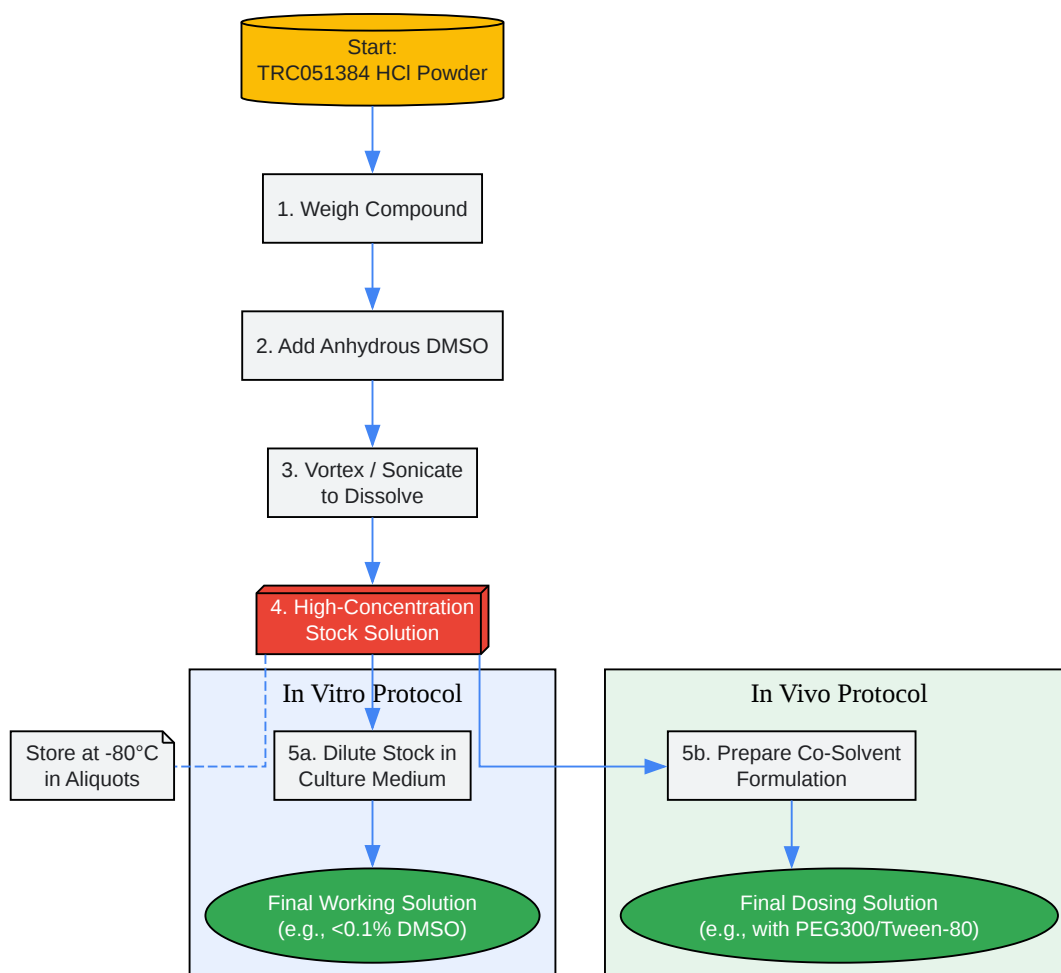 Start:
TRC051384 HCl Powder
1. Weigh Compound
2. Add Anhydrous DMSO
3. Vortex / Sonicate
to Dissolve
4. High-Concentration
Stock Solution
In Vitro Protocol
In Vivo Protocol
Store at -80°C
in Aliquots
5a. Dilute Stock in
Culture Medium
5b. Prepare Co-Solvent
Formulation
Final Working Solution
(e.g., <0.1% DMSO)
Final Dosing Solution
(e.g., with PEG300/Tween-80)